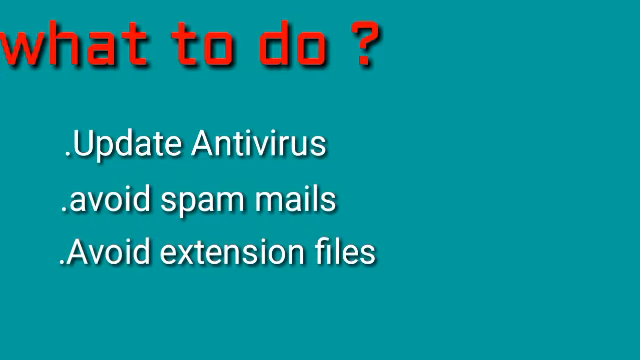 what to do ?
.Update Antivirus
.avoid spam mails
.Avoid extension files